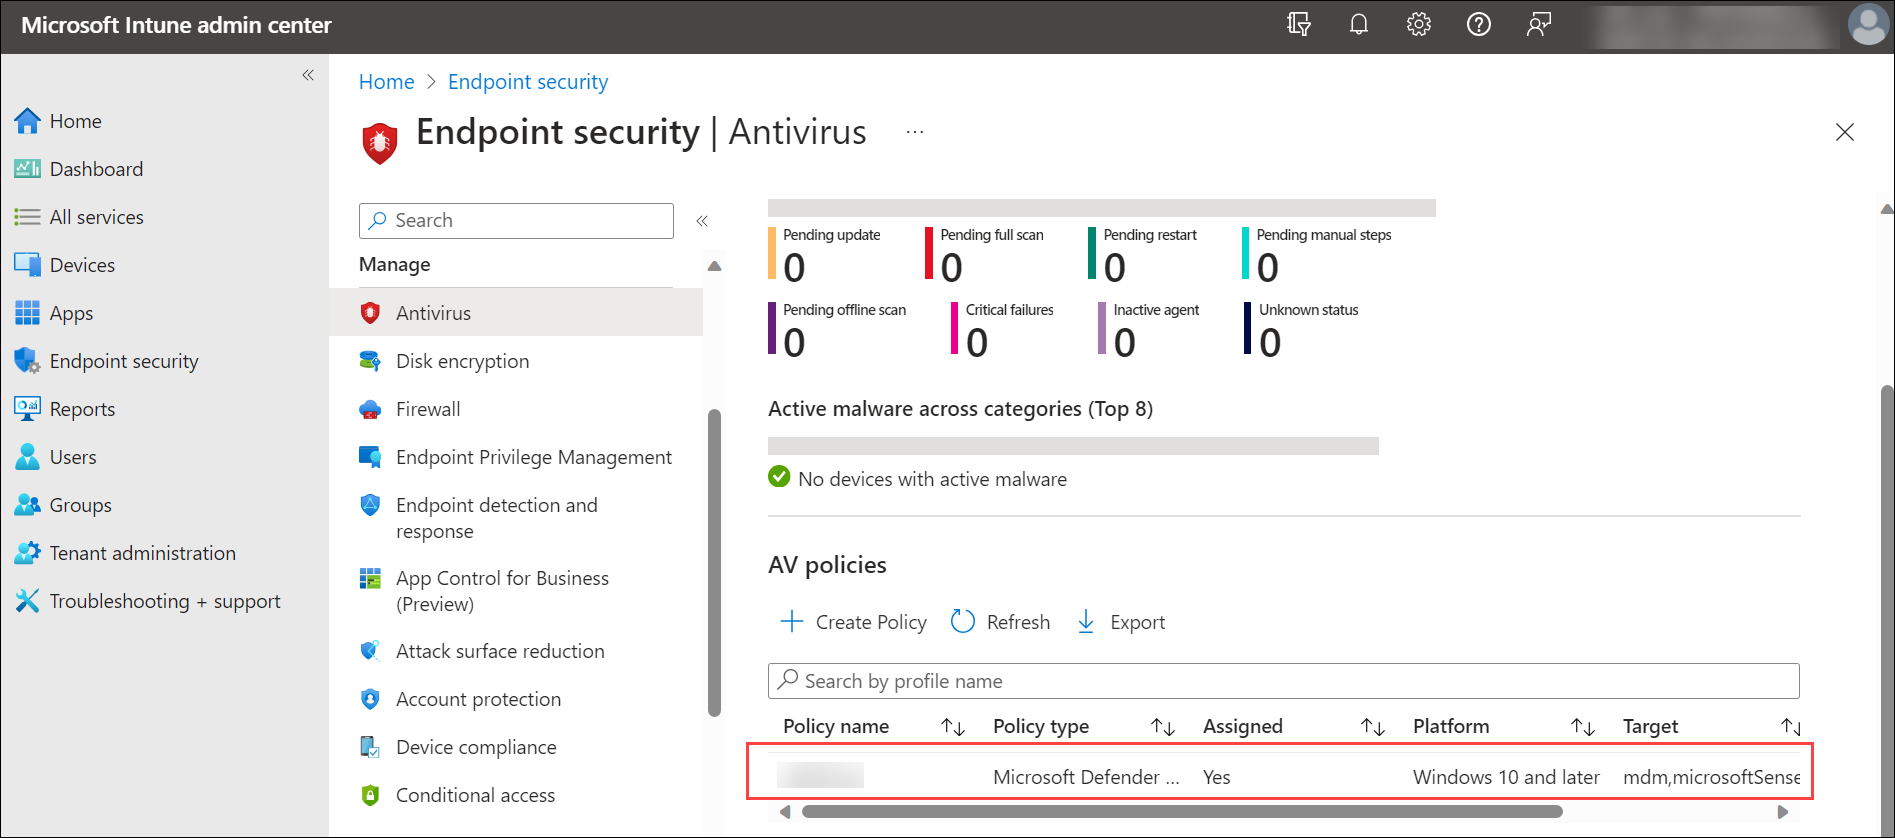 Microsoft Intune admin center
Home
Dashboard
All services
Devices
Apps
Endpoint security
Reports
Users
Groups
Tenant administration
Troubleshooting + support
Home > Endpoint security
Endpoint security | Antivirus ...
Search
Manage
Antivirus
Disk encryption
Firewall
Endpoint Privilege Management
Endpoint detection and
response
App Control for Business
(Preview)
Attack surface reduction
Account protection
Device compliance
Conditional access
Pending update Pending full scan Pending restart Pending manual steps
0 0 0 0
Pending offline scan Critical failures Inactive agent Unknown status
0 0 0 0
Active malware across categories (Top 8)
No devices with active malware
AV policies
Create Policy Refresh Export
Search by profile name
Policy name Policy type Assigned Platform Target
Microsoft Defender ... Yes Windows 10 and later mdm,microsoftSense